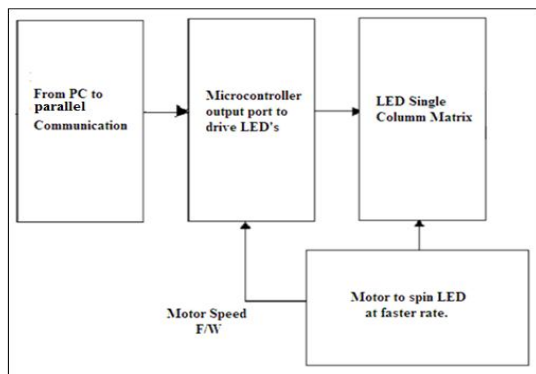 From PC to
parallel
Communication
Microcontroller
output port to
drive LED's
LED Single
Columm Matrix
Motor Speed
F/W
Motor to spin LED
at faster rate.